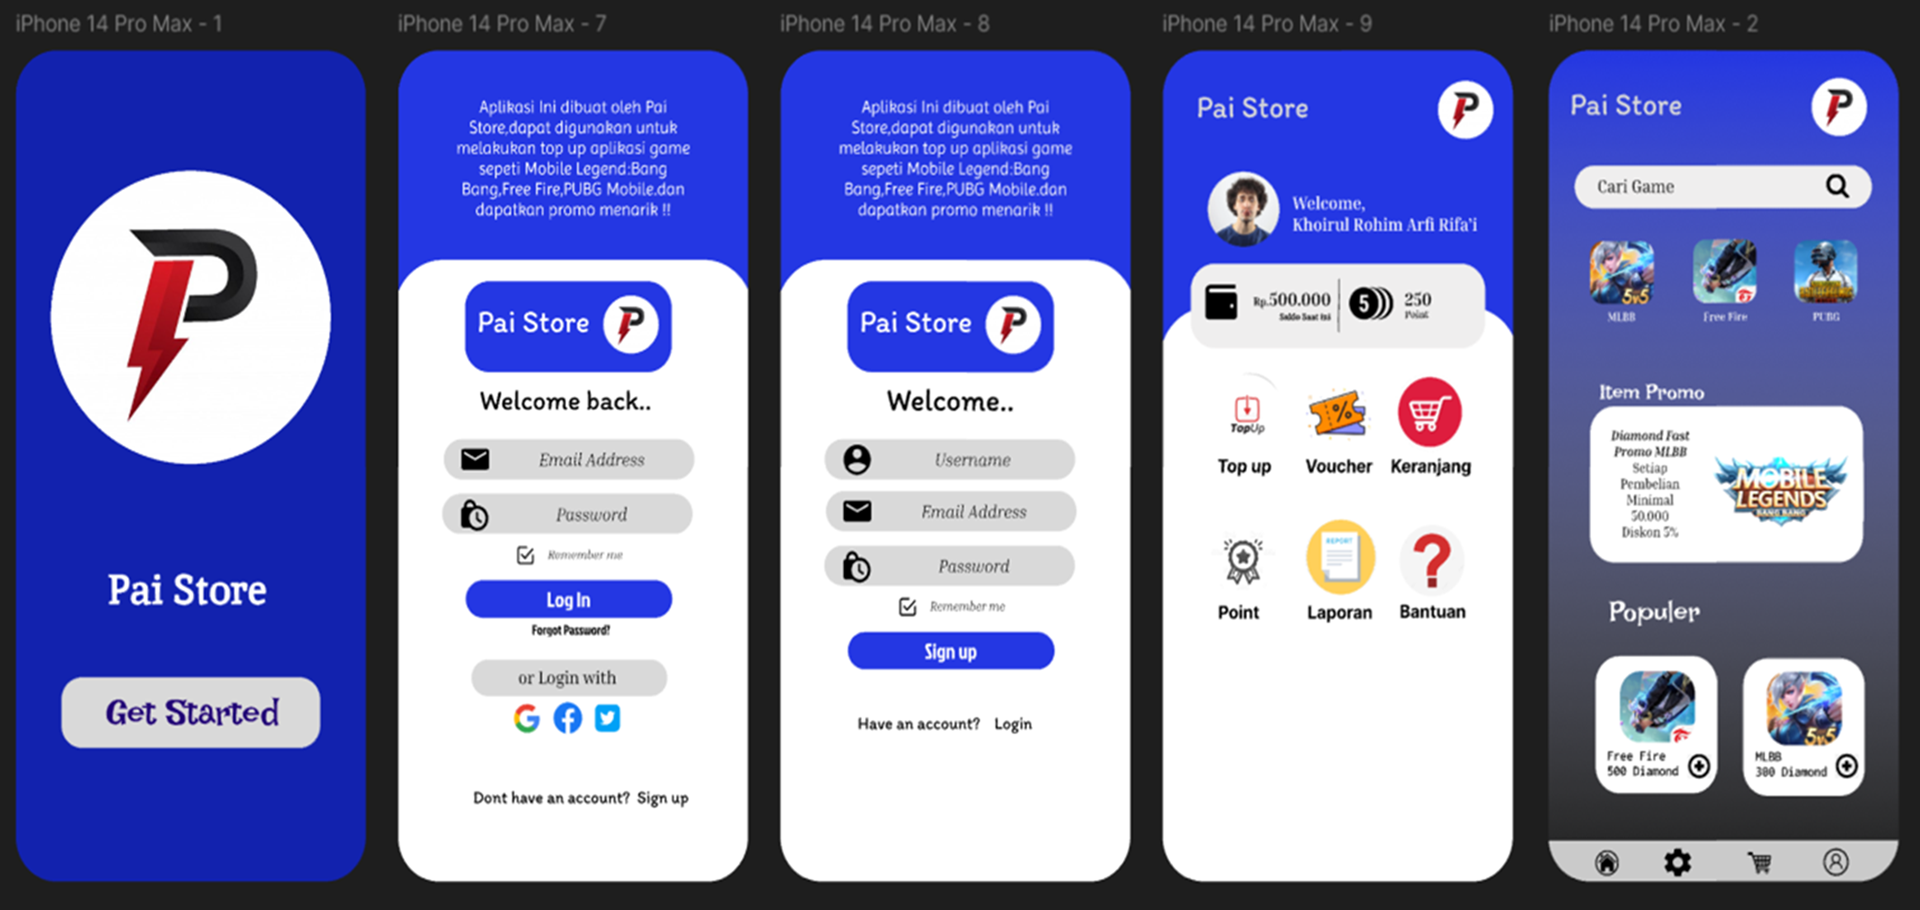 iPhone 14 Pro Max - 1
Pai Store
Get Started
iPhone 14 Pro Max - 7
Aplikasi Ini dibuat oleh Pai
Store,dapat digunakan untuk
melakukan top up aplikasi game
sepeti Mobile Legend:Bang
Bang,Free Fire,PUBG Mobile.dan
dapatkan promo menarik !!
Pai Store
Welcome back..
Email Address
Password
Remember me
Log In
Forgot Password?
or Login with
Dont have an account? Sign up
iPhone 14 Pro Max - 8
Aplikasi Ini dibuat oleh Pai
Store,dapat digunakan untuk
melakukan top up aplikasi game
sepeti Mobile Legend:Bang
Bang,Free Fire,PUBG Mobile.dan
dapatkan promo menarik !!
Pai Store
Welcome..
Username
Email Address
Password
Remember me
Sign up
Have an account? Login
iPhone 14 Pro Max - 9
Pai Store
Welcome,
Khoirul Rohim Arfi Rifa'i
Rp.500.000
Saldo Saat Ini
5
250
Point
TopUp
Top up
%
Voucher
Keranjang
Point
REPORT
Laporan
?
Bantuan
iPhone 14 Pro Max - 2
Pai Store
Cari Game
5v5
MLBB
Free Fire
PUBG
Item Promo
Diamond Fast
Promo MLBB
Setiap
Pembelian
Minimal
50.000
Diskon 5%
MOBILE
LEGENDS
BANG BANG
Populer
Free Fire
500 Diamond
5v5
MLBB
300 Diamond